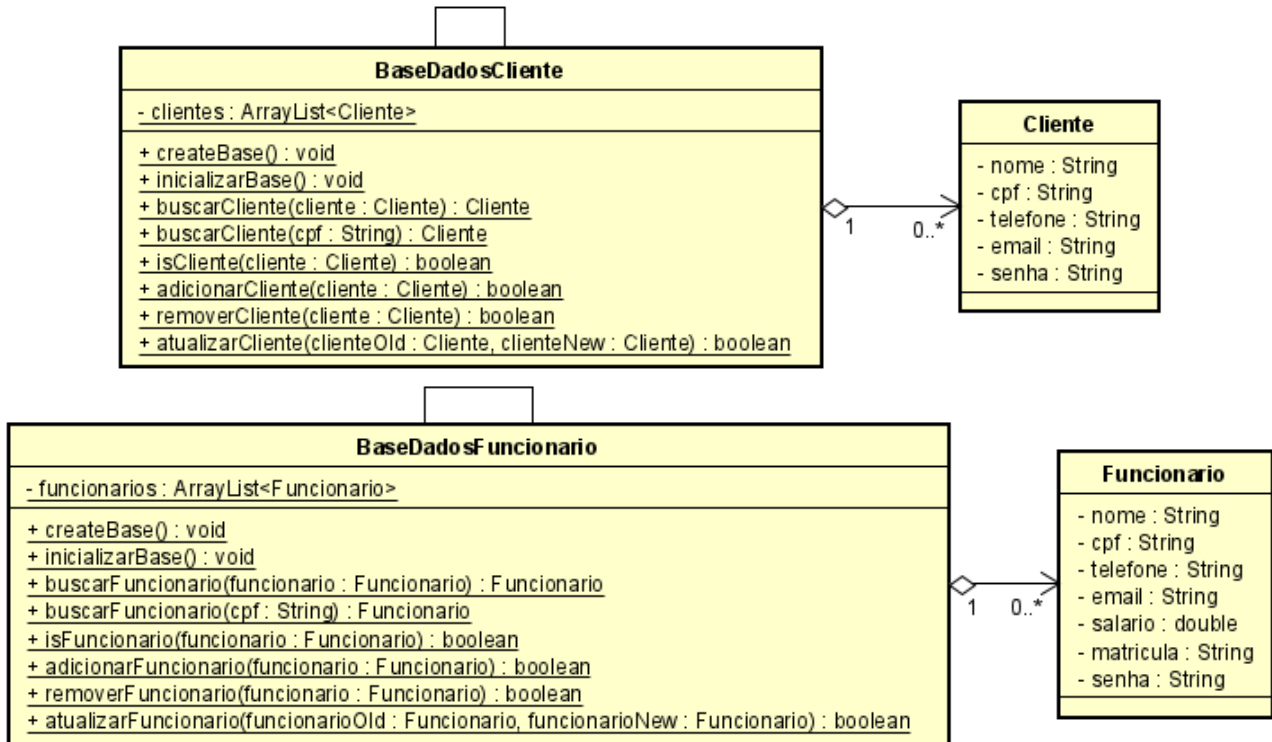 BaseDadosCliente
- clientes : ArrayList<Cliente>
+ createBase() : void
+ inicializarBase() : void
+ buscarCliente(cliente : Cliente) : Cliente
+ buscarCliente(cpf : String) : Cliente
+ isCliente(cliente : Cliente) : boolean
+ adicionarCliente(cliente : Cliente) : boolean
+ removerCliente(cliente : Cliente) : boolean
+ atualizarCliente(clienteOld : Cliente, clienteNew : Cliente) : boolean
1
0..*
Cliente
- nome : String
- cpf : String
- telefone : String
- email : String
- senha : String
BaseDadosFuncionario
- funcionarios : ArrayList<Funcionario>
+ createBase() : void
+ inicializarBase() : void
+ buscarFuncionario(funcionario : Funcionario) : Funcionario
+ buscarFuncionario(cpf : String) : Funcionario
+ isFuncionario(funcionario : Funcionario) : boolean
+ adicionarFuncionario(funcionario : Funcionario) : boolean
+ removerFuncionario(funcionario : Funcionario) : boolean
+ atualizarFuncionario(funcionarioOld : Funcionario, funcionarioNew : Funcionario) : boolean
1
0..*
Funcionario
- nome : String
- cpf : String
- telefone : String
- email : String
- salario : double
- matricula : String
- senha : String